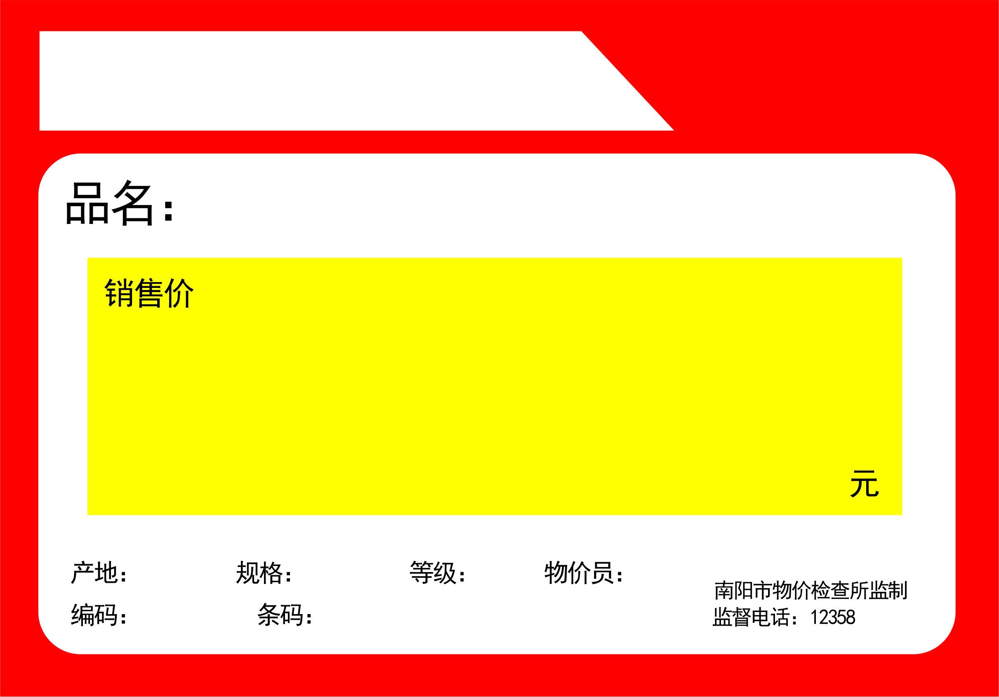 品名:
销售价
元
产地: 规格: 等级: 物价员:
编码: 条码:
南阳市物价检查所监制
监督电话: 12358